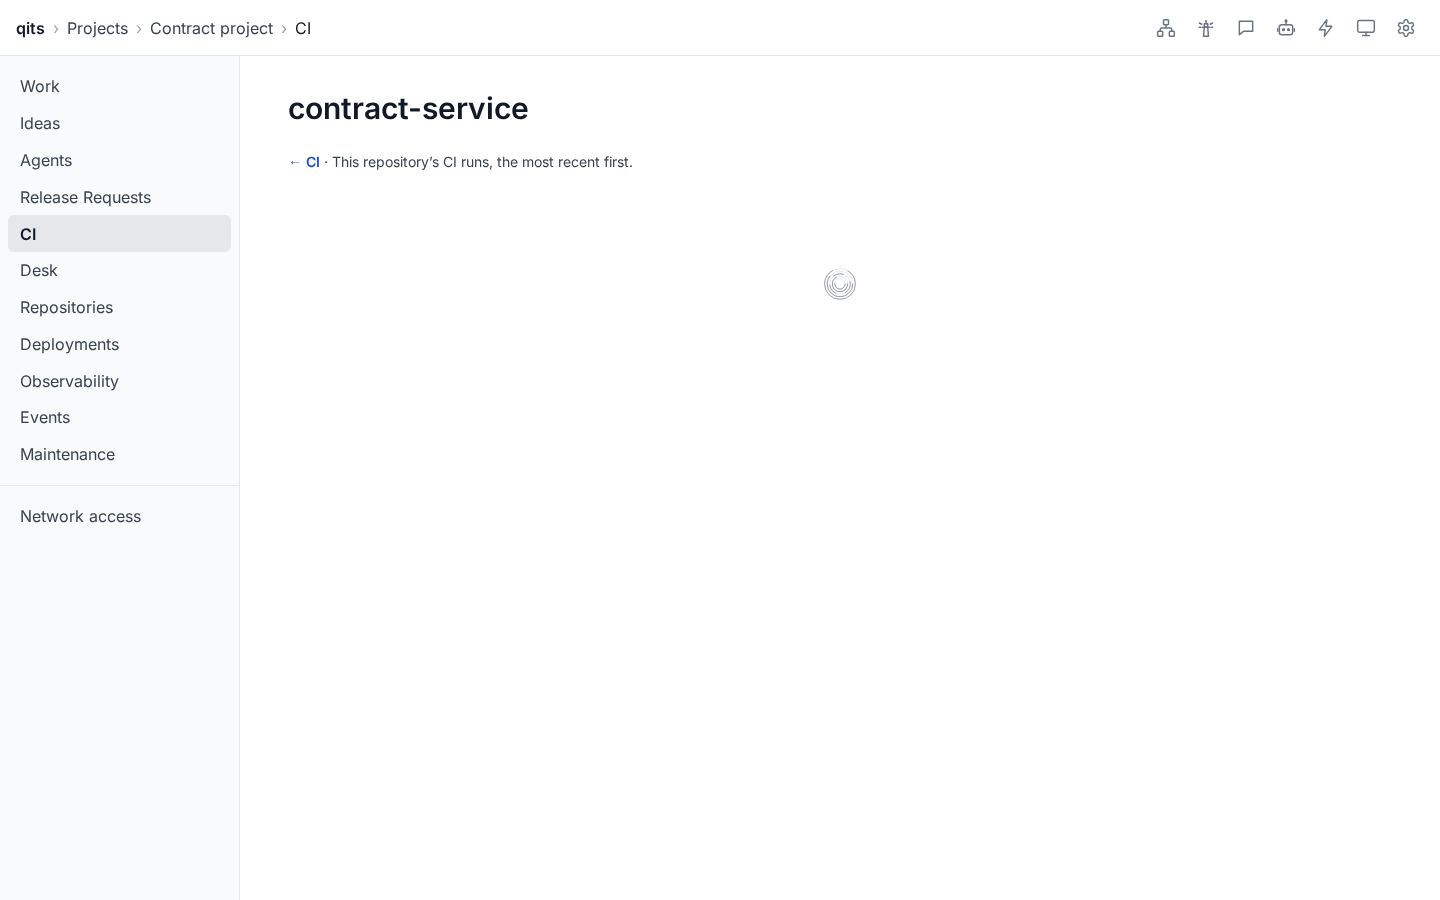 qits › Projects › Contract project › CI
Work
Ideas
Agents
Release Requests
CI
Desk
Repositories
Deployments
Observability
Events
Maintenance
Network access
contract-service
← CI · This repository’s CI runs, the most recent first.